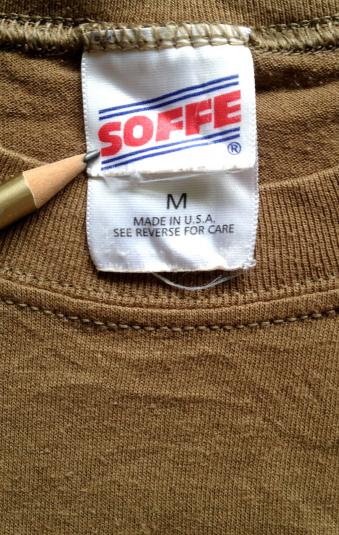 SOFFE
®
M
MADE IN U.S.A.
SEE REVERSE FOR CARE